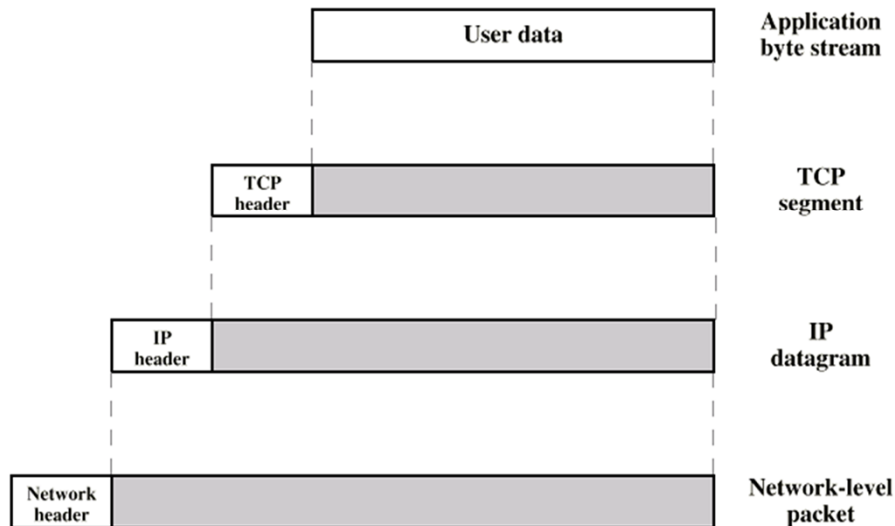 User data
Application
byte stream
TCP
header
TCP
segment
IP
header
IP
datagram
Network
header
Network-level
packet